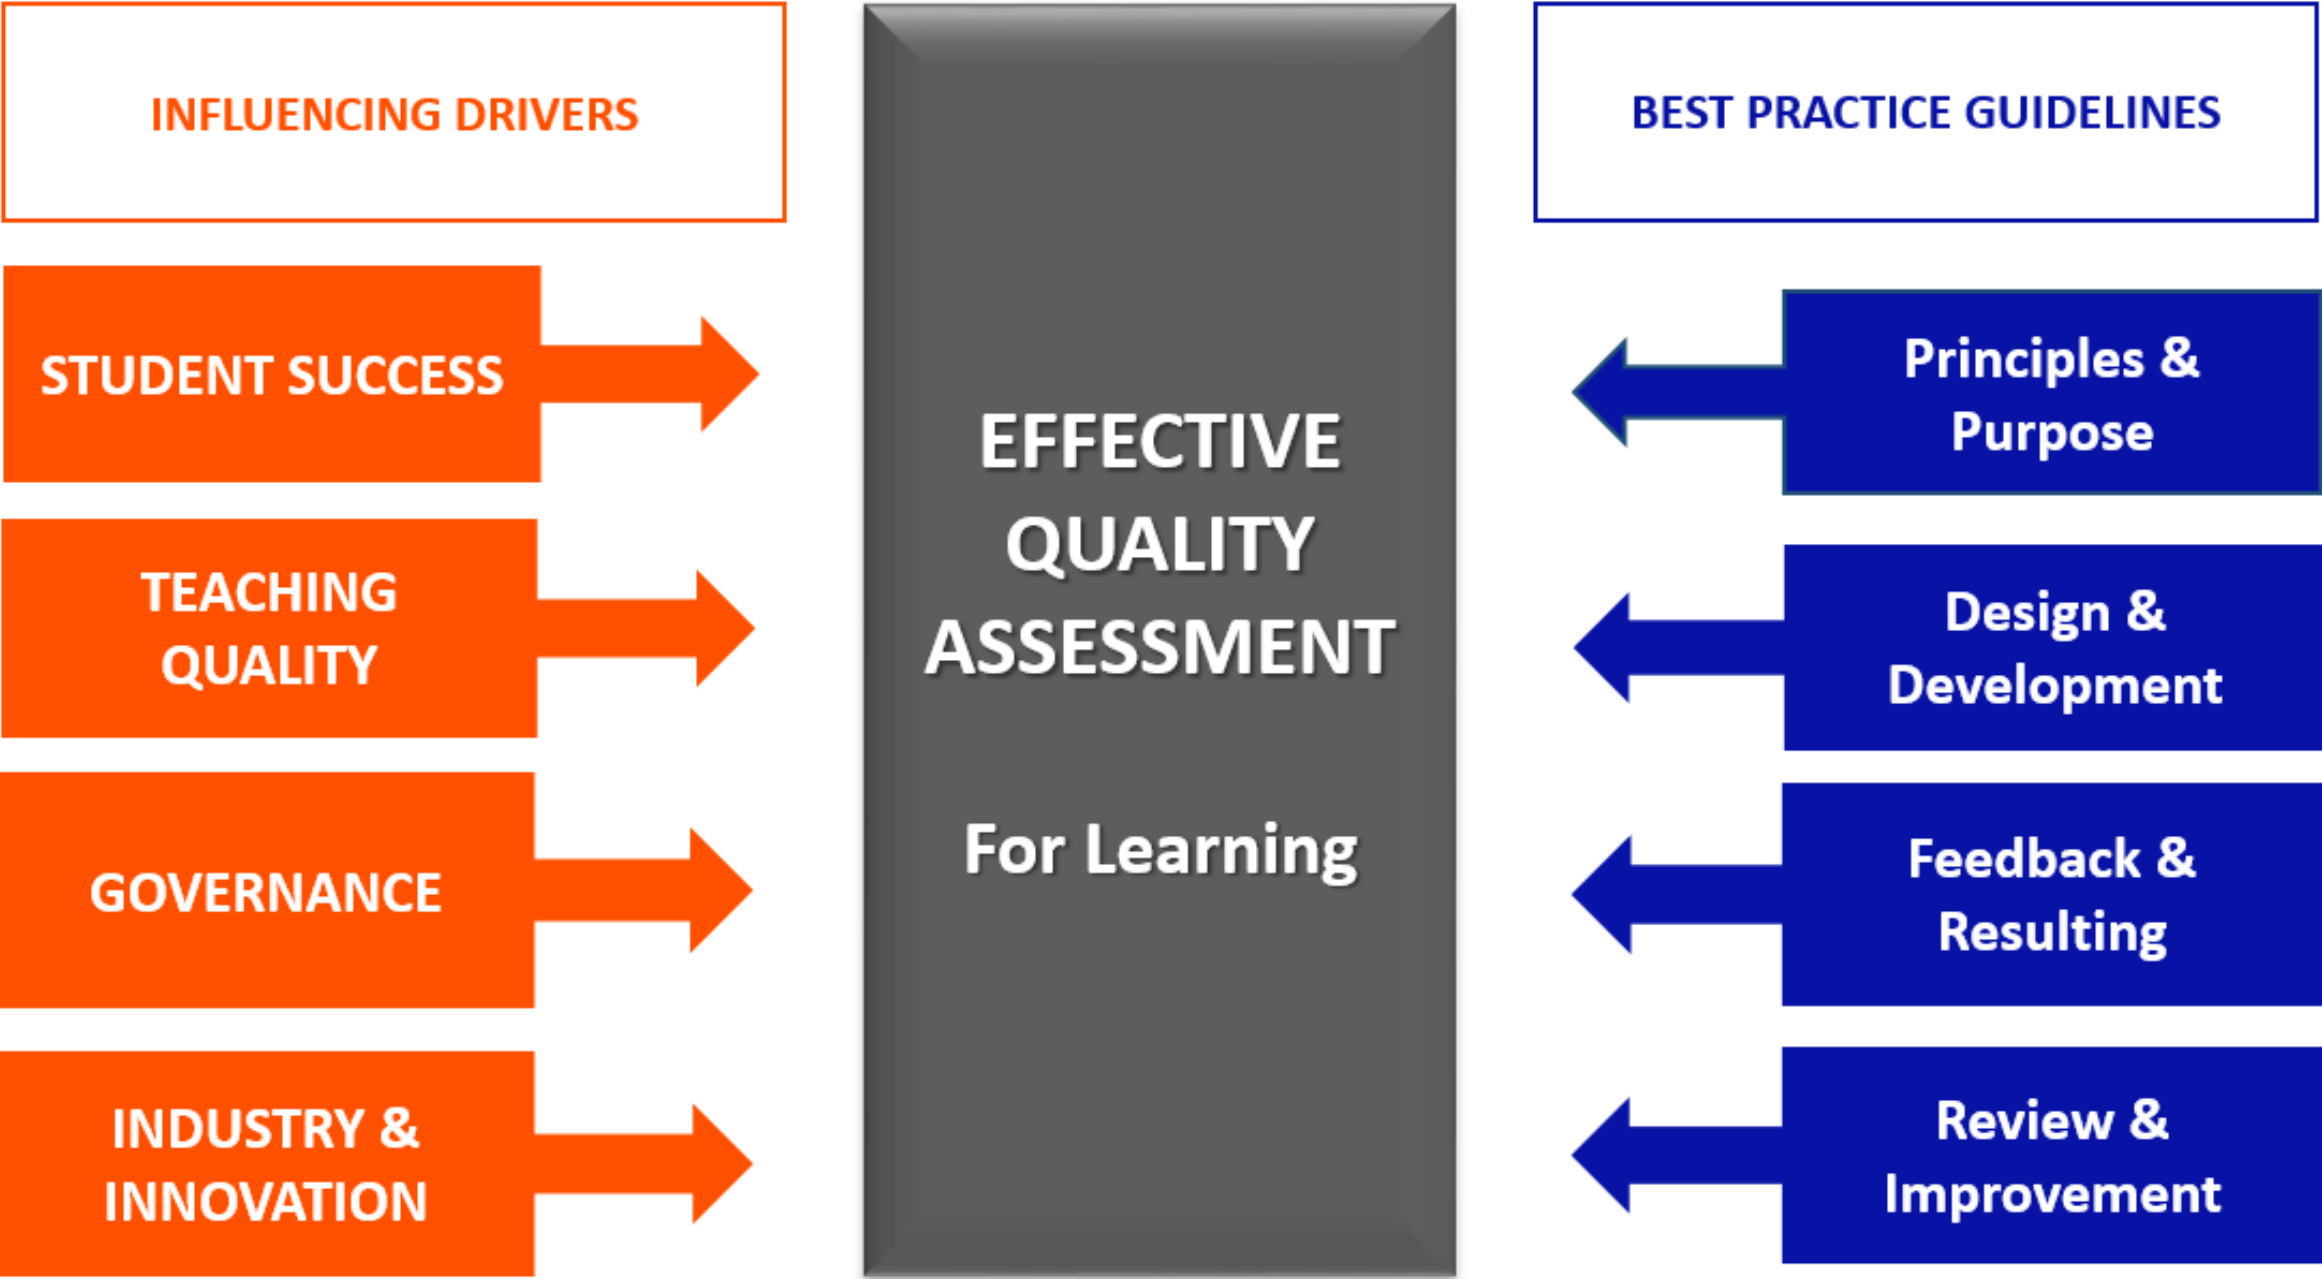 INFLUENCING DRIVERS
STUDENT SUCCESS
TEACHING
QUALITY
GOVERNANCE
INDUSTRY &
INNOVATION
EFFECTIVE
QUALITY
ASSESSMENT
For Learning
BEST PRACTICE GUIDELINES
Principles &
Purpose
Design &
Development
Feedback &
Resulting
Review &
Improvement